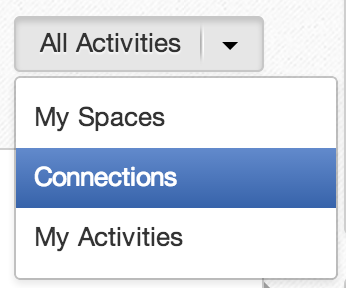 All Activities
My Spaces
Connections
My Activities